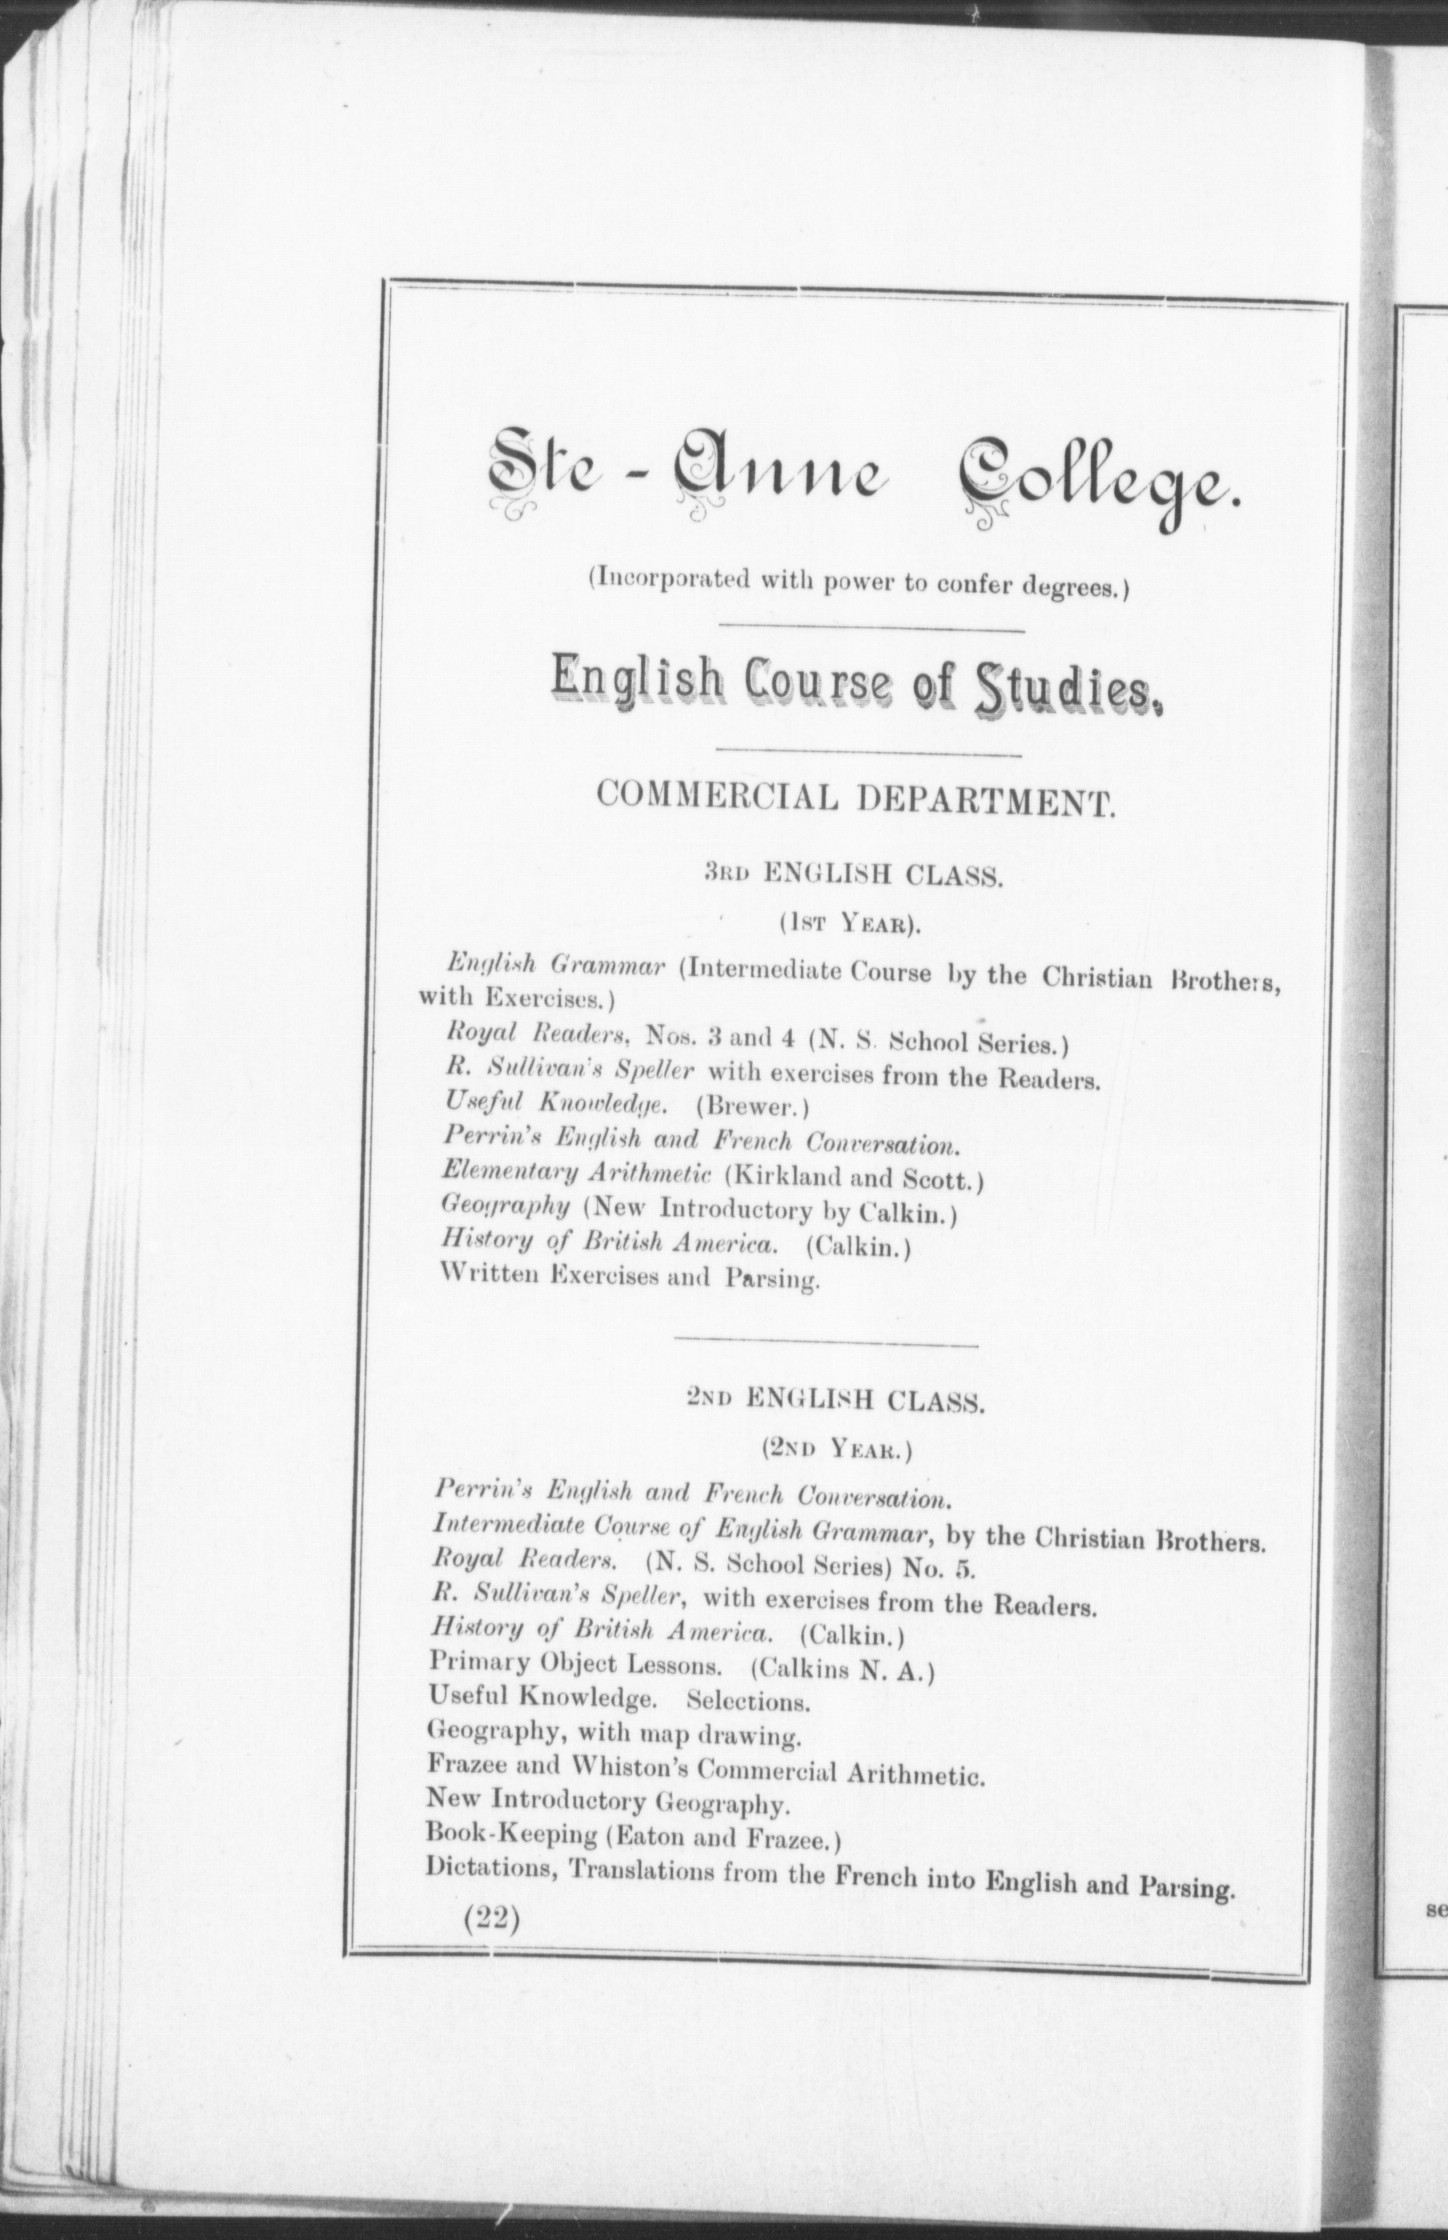 Ste-Anne College.
(Incorporated with power to confer degrees.)
English Course of Studies.
COMMERCIAL DEPARTMENT.
3RD ENGLISH CLASS.
(1ST YEAR).
English Grammar (Intermediate Course by the Christian Brothers,
with Exercises.)
Royal Readers, Nos. 3 and 4 (N. S. School Series.)
R. Sullivan's Speller with exercises from the Readers.
Useful Knowledge. (Brewer.)
Perrin's English and French Conversation.
Elementary Arithmetic (Kirkland and Scott.)
Geography (New Introductory by Calkin.)
History of British America. (Calkin.)
Written Exercises and Parsing.
2ND ENGLISH CLASS.
(2ND YEAR.)
Perrin's English and French Conversation.
Intermediate Course of English Grammar, by the Christian Brothers.
Royal Readers. (N. S. School Series) No. 5.
R. Sullivan's Speller, with exercises from the Readers.
History of British America. (Calkin.)
Primary Object Lessons. (Calkins N. A.)
Useful Knowledge. Selections.
Geography, with map drawing.
Frazee and Whiston's Commercial Arithmetic.
New Introductory Geography.
Book-Keeping (Eaton and Frazee.)
Dictations, Translations from the French into English and Parsing.
(22)
se